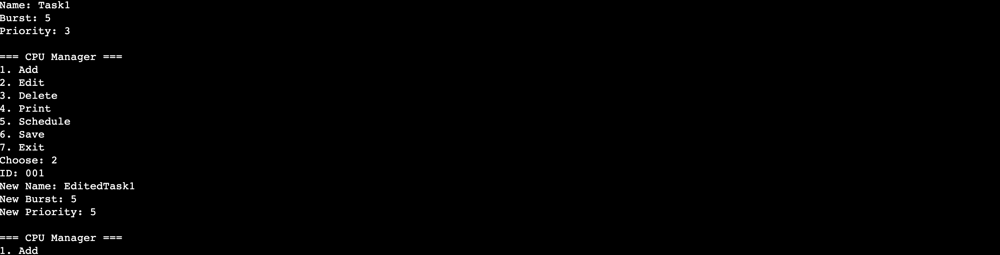 Name: Task1
Burst: 5
Priority: 3
=== CPU Manager ===
1. Add
2. Edit
3. Delete
4. Print
5. Schedule
6. Save
7. Exit
Choose: 2
ID: 001
New Name: EditedTask1
New Burst: 5
New Priority: 5
=== CPU Manager ===
1. Add